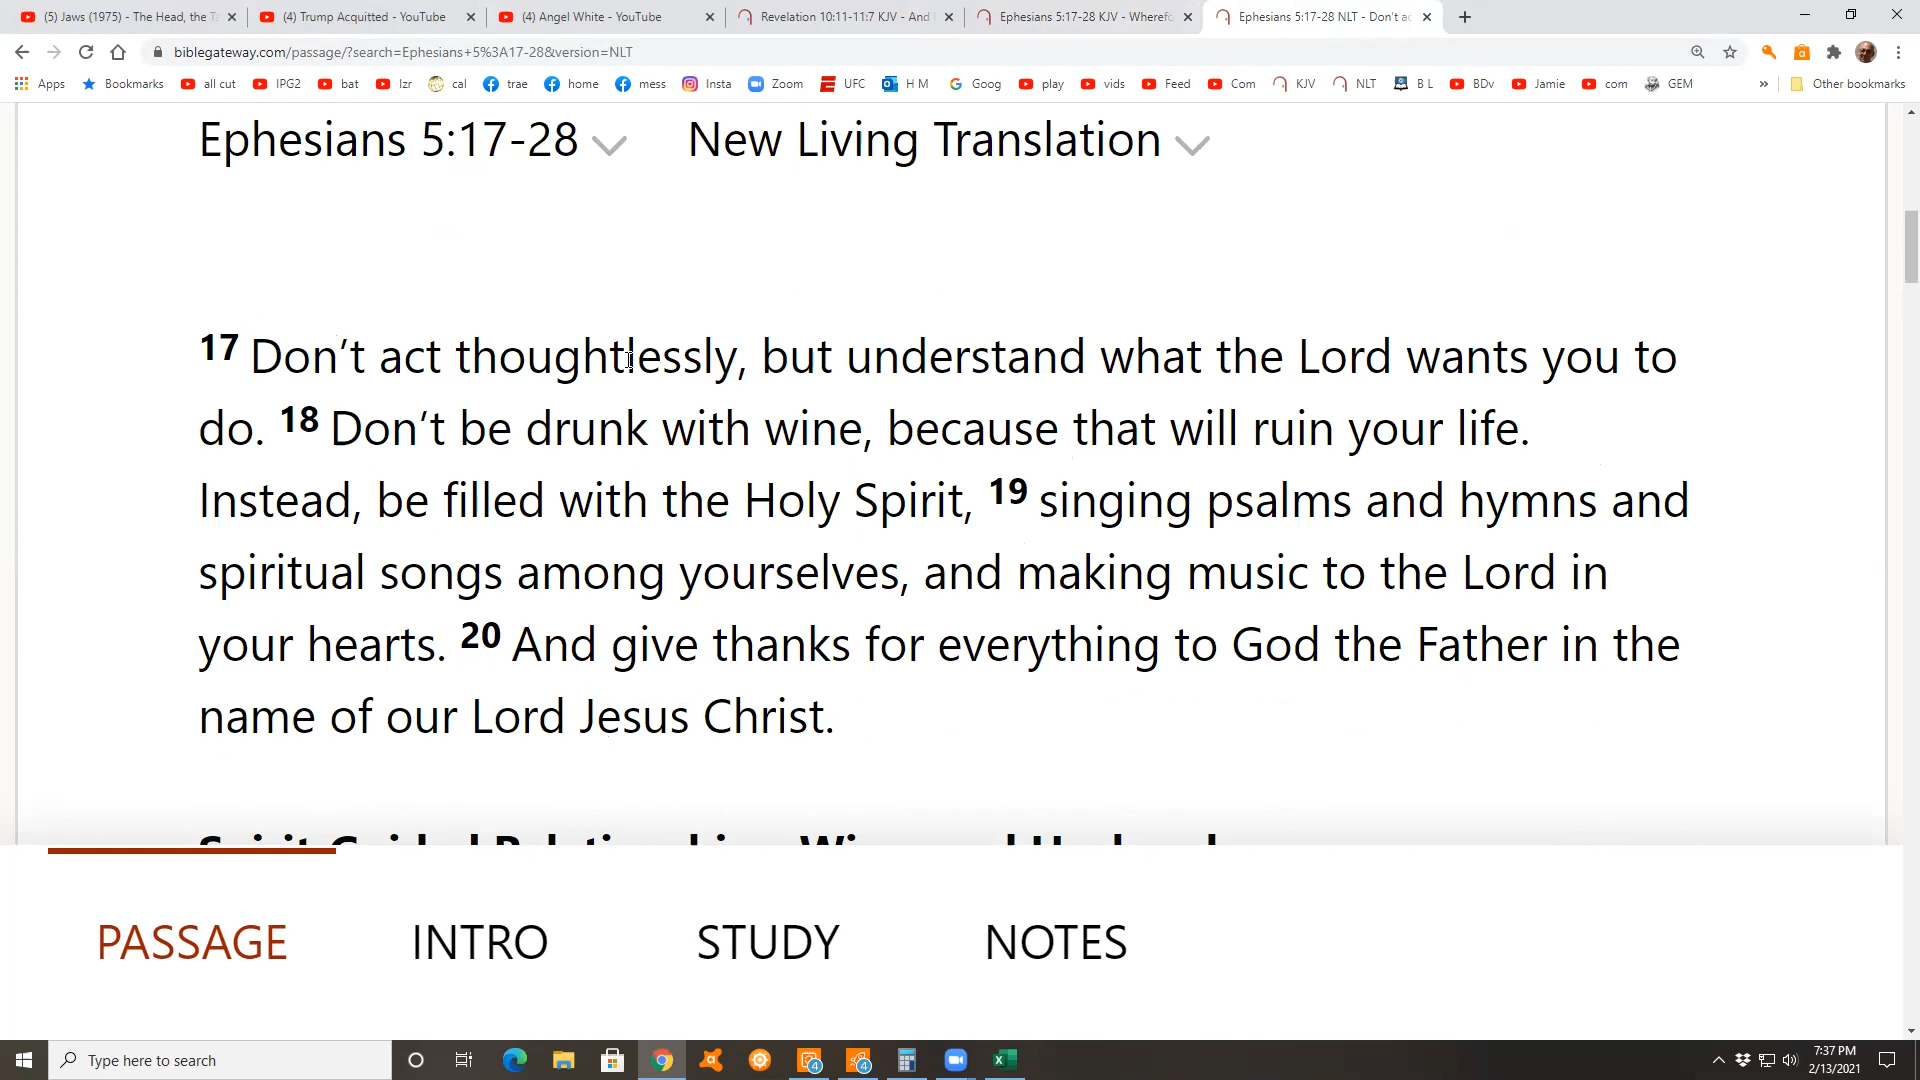 (5) Jaws (1975) - The Head, the Ta
(4) Trump Acquitted - YouTube
(4) Angel White - YouTube
Revelation 10:11-11:7 KJV - And
Ephesians 5:17-28 KJV - Wherefo
Ephesians 5:17-28 NLT - Don't ac
biblegateway.com/passage/?search=Ephesians+5%3A17-28&version=NLT
Apps Bookmarks all cut IPG2 bat lzr cal trae home mess Insta Zoom UFC H M Goog play vids Feed Com KJV NLT B L BDv Jamie com GEM » Other bookmarks
Ephesians 5:17-28 New Living Translation
17 Don't act thoughtlessly, but understand what the Lord wants you to
do. 18 Don't be drunk with wine, because that will ruin your life.
Instead, be filled with the Holy Spirit, 19 singing psalms and hymns and
spiritual songs among yourselves, and making music to the Lord in
your hearts. 20 And give thanks for everything to God the Father in the
name of our Lord Jesus Christ.
PASSAGE INTRO STUDY NOTES
Type here to search
4
4
7:37 PM
2/13/2021